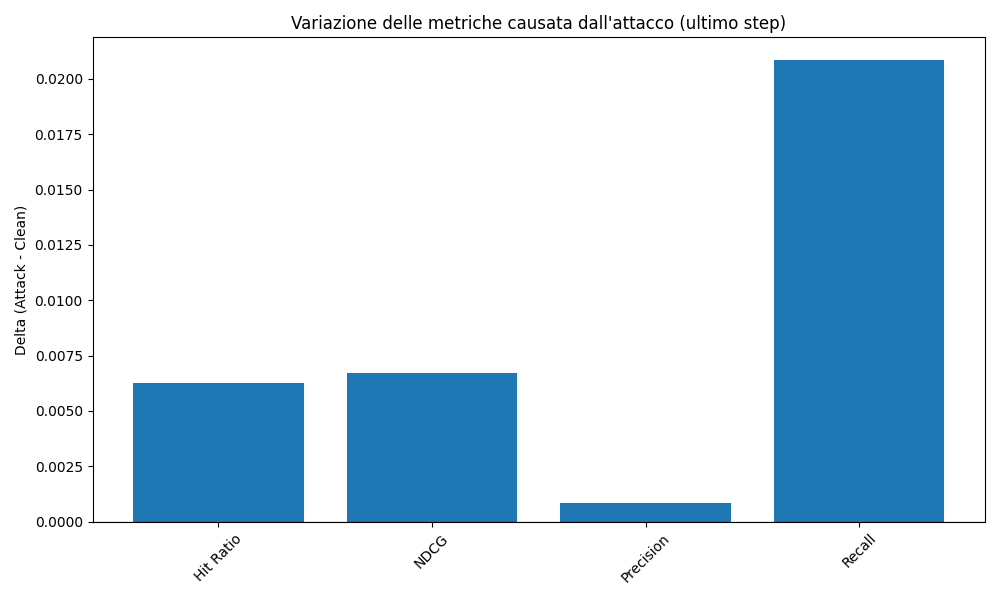 Variazione delle metriche causata dall'attacco (ultimo step)
Delta (Attack - Clean)
0.0200
0.0175
0.0150
0.0125
0.0100
0.0075
0.0050
0.0025
0.0000
Hit Ratio
NDCG
Precision
Recall